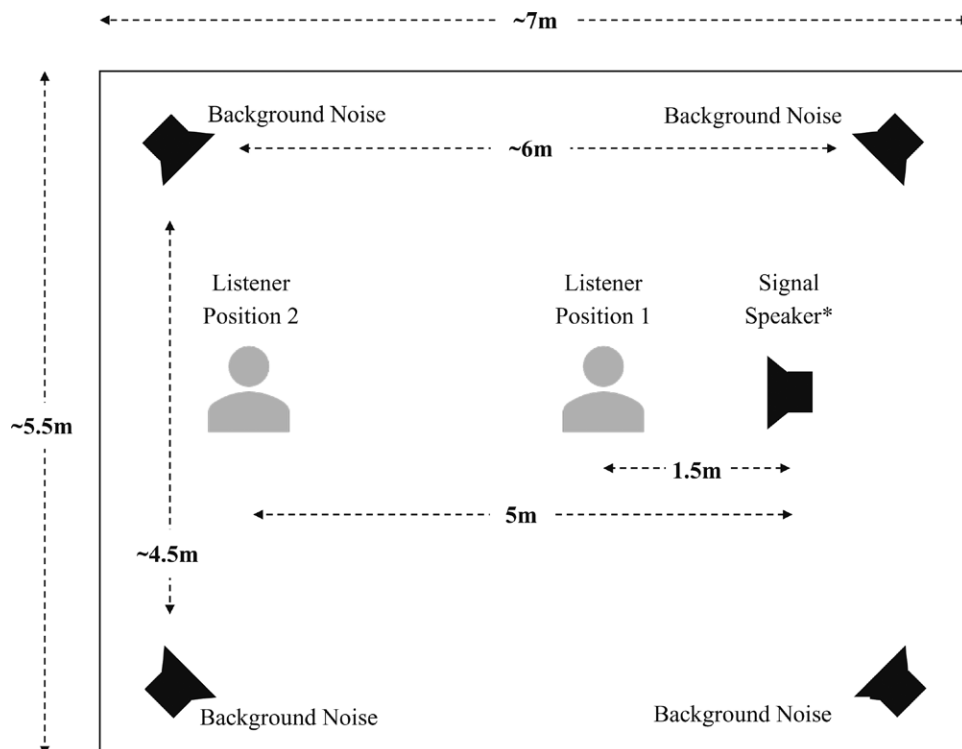 ~7m
Background Noise
Background Noise
~6m
Listener
Position 2
Listener
Position 1
Signal
Speaker*
~5.5m
1.5m
5m
~4.5m
Background Noise
Background Noise